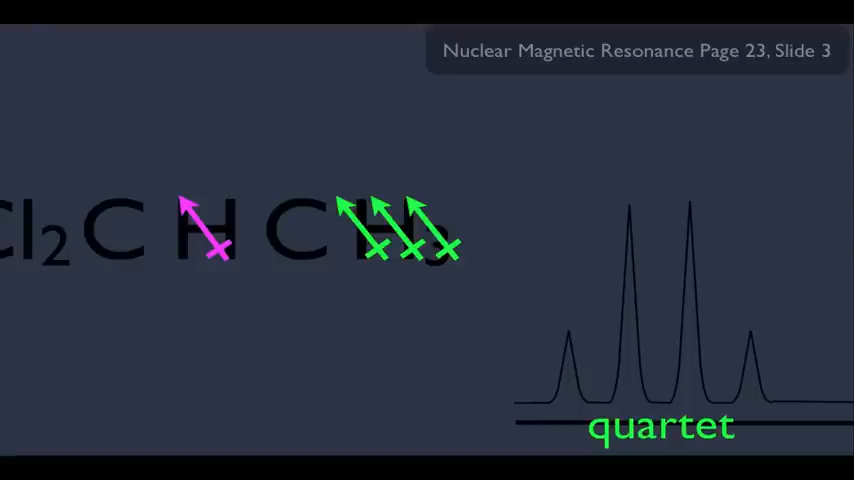 Nuclear Magnetic Resonance Page 23, Slide 3
Cl₂C H C H₃
quartet